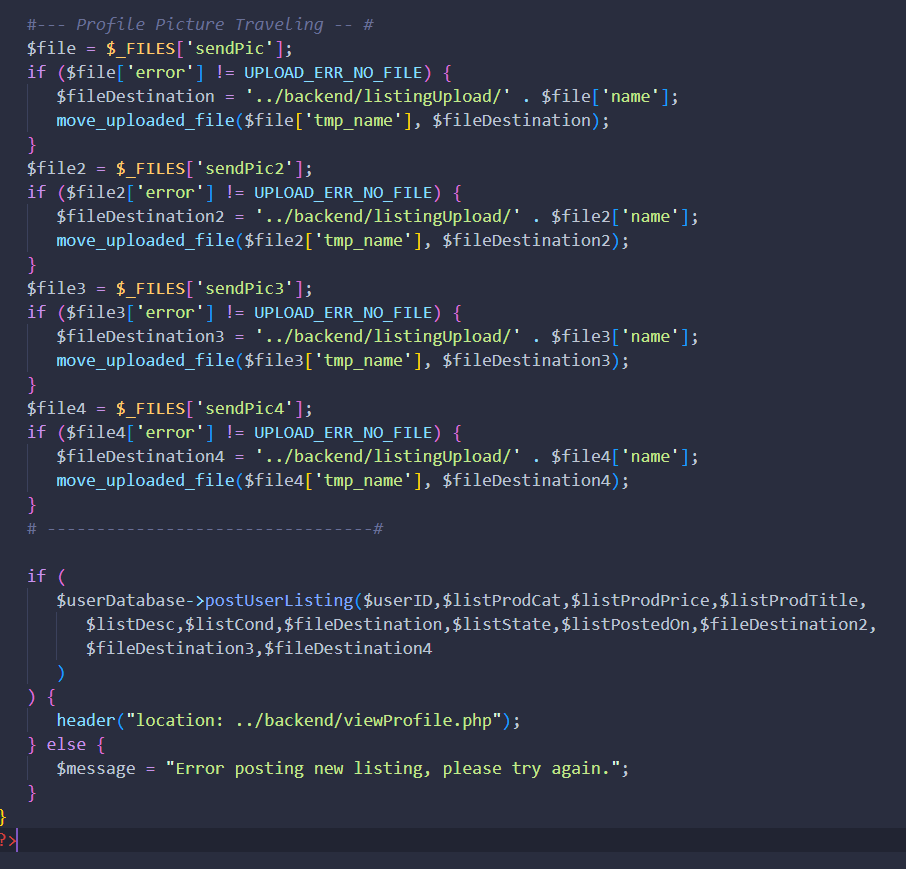 #--- Profile Picture Traveling -- #
$file = $_FILES['sendPic'];
if ($file['error'] != UPLOAD_ERR_NO_FILE) {
$fileDestination = '../backend/listingUpload/' . $file['name'];
move_uploaded_file($file['tmp_name'], $fileDestination);
}
$file2 = $_FILES['sendPic2'];
if ($file2['error'] != UPLOAD_ERR_NO_FILE) {
$fileDestination2 = '../backend/listingUpload/' . $file2['name'];
move_uploaded_file($file2['tmp_name'], $fileDestination2);
}
$file3 = $_FILES['sendPic3'];
if ($file3['error'] != UPLOAD_ERR_NO_FILE) {
$fileDestination3 = '../backend/listingUpload/' . $file3['name'];
move_uploaded_file($file3['tmp_name'], $fileDestination3);
}
$file4 = $_FILES['sendPic4'];
if ($file4['error'] != UPLOAD_ERR_NO_FILE) {
$fileDestination4 = '../backend/listingUpload/' . $file4['name'];
move_uploaded_file($file4['tmp_name'], $fileDestination4);
}
# ---------------------------------#
if (
$userDatabase->postUserListing($userID,$listProdCat,$listProdPrice,$listProdTitle,
$listDesc,$listCond,$fileDestination,$listState,$listPostedOn,$fileDestination2,
$fileDestination3,$fileDestination4
)
) {
header("location: ../backend/viewProfile.php");
} else {
$message = "Error posting new listing, please try again.";
}
}
?>